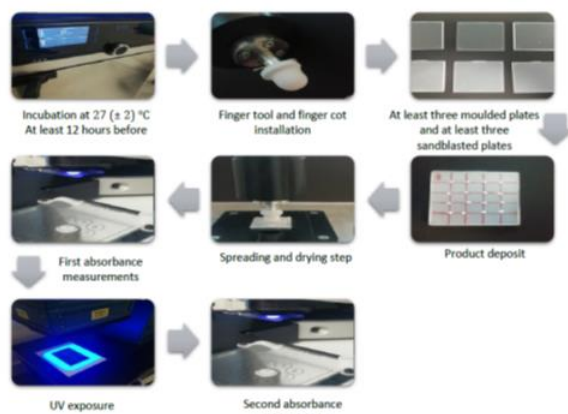 Incubation at 27 (± 2) °C
At least 12 hours before
Finger tool and finger cot
installation
At least three moulded plates
and at least three
sandblasted plates
Product deposit
Spreading and drying step
First absorbance
measurements
UV exposure
Second absorbance